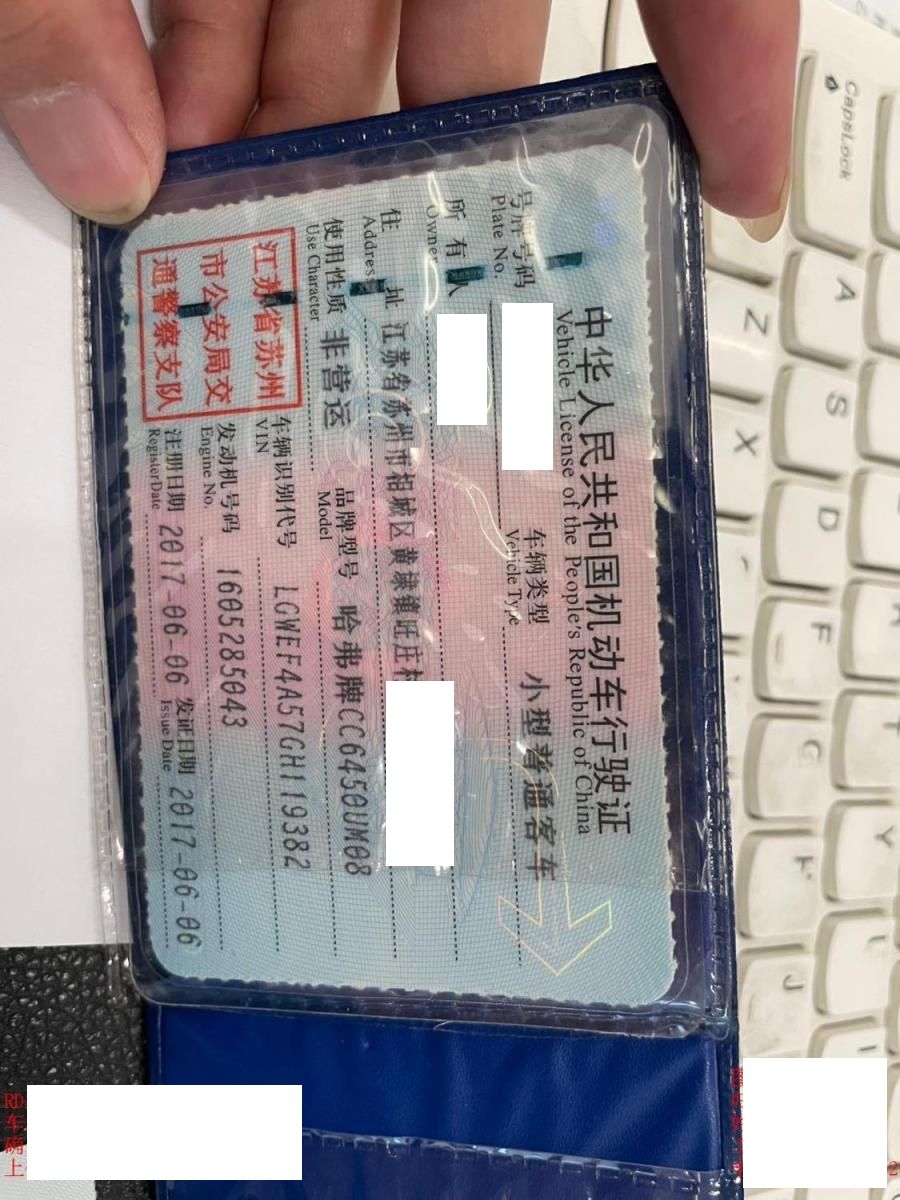 中华人民共和国机动车行驶证
Vehicle License of the People's Republic of China
号牌号码
Plate No.
车辆类型 小型普通客车
Vehicle Type
所有人
Owner
住址 江苏省苏州市相城区黄埭镇旺庄村
Address
使用性质 非营运
Use Character
品牌型号 哈弗牌CC6450UM08
Model
江苏省苏州
市公安局交
通警察支队
车辆识别代号 LGWEF4A57GH119382
VIN
发动机号码 1605285043
Engine No.
注册日期 2017-06-06 发证日期 2017-06-06
Register Date Issue Date
CapsLock
A
Z
S
X
D
F
G
H
J
Y
RD
车
确
上
2